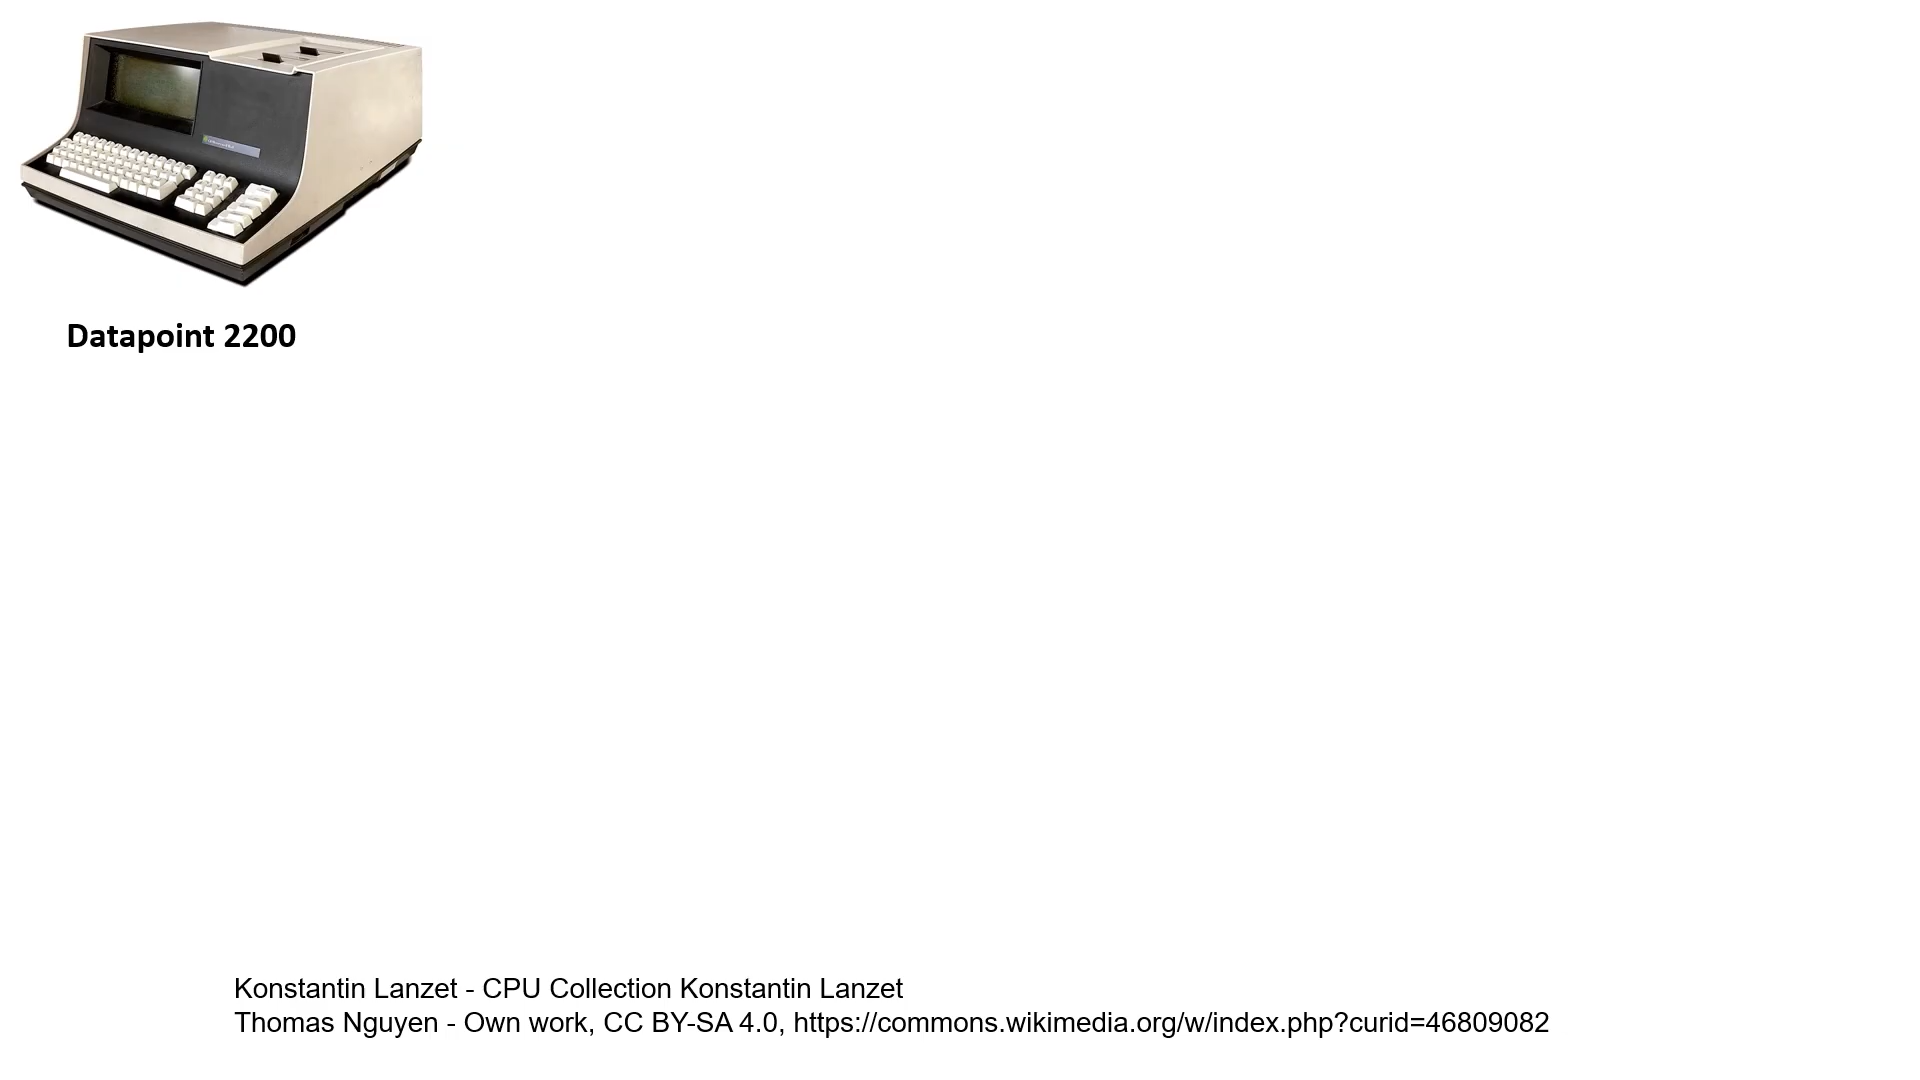 Datapoint 2200
Konstantin Lanzet - CPU Collection Konstantin Lanzet
Thomas Nguyen - Own work, CC BY-SA 4.0, https://commons.wikimedia.org/w/index.php?curid=46809082